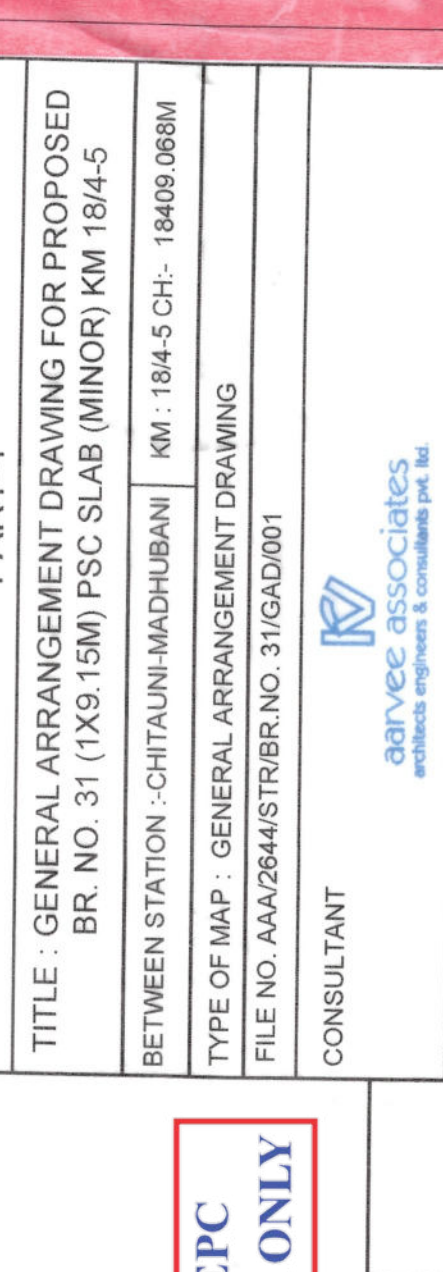 TITLE : GENERAL ARRANGEMENT DRAWING FOR PROPOSED
BR. NO. 31 (1X9.15M) PSC SLAB (MINOR) KM 18/4-5
BETWEEN STATION :-CHITAUNI-MADHUBANI KM : 18/4-5 CH:- 18409.068M
TYPE OF MAP : GENERAL ARRANGEMENT DRAWING
FILE NO. AAA/2644/STR/BR.NO. 31/GAD/001
CONSULTANT
aarvee associates
architects engineers & consultants pvt. ltd.
EPC
ONLY